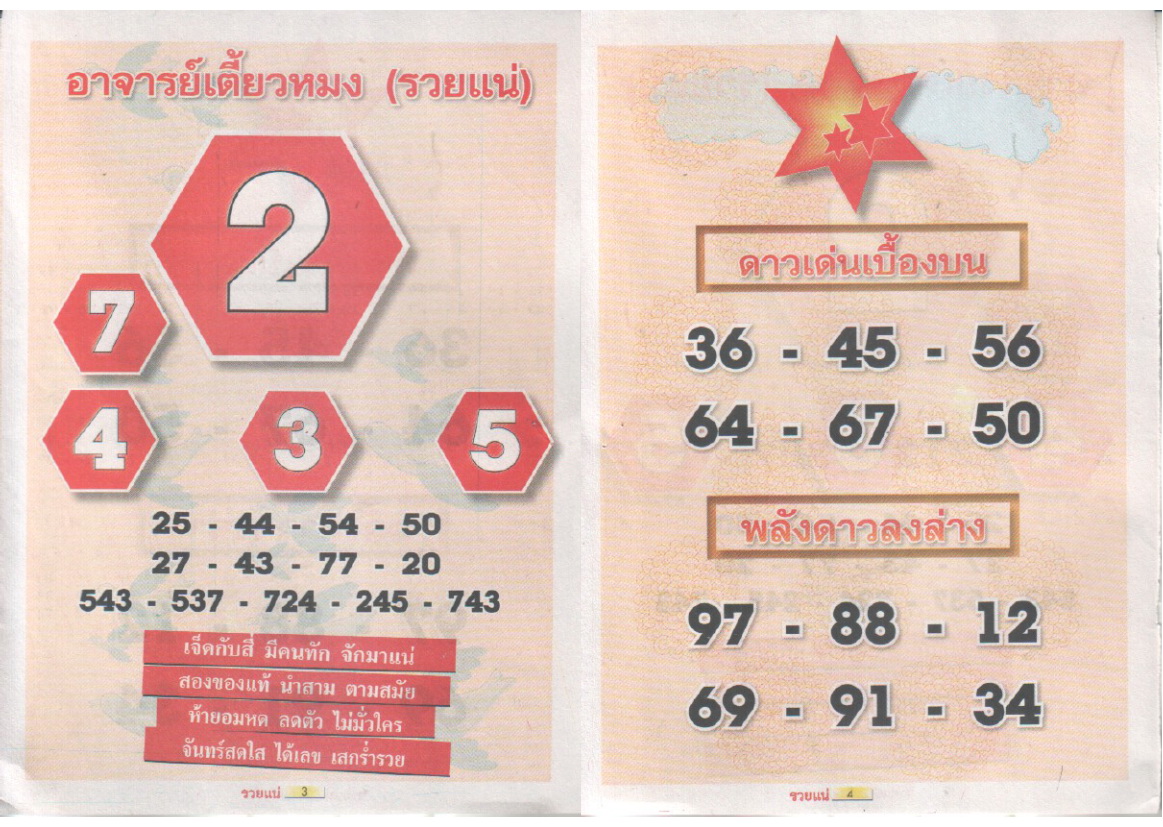 อาจารย์เตี้ยวหมง (รวยแน่)
2
7
4 3 5
25 - 44 - 54 - 50
27 - 43 - 77 - 20
543 - 537 - 724 - 245 - 743
เจ็ดกับสี่ มีคนทัก จักมาแน่
สองของแท้ นำสาม ตามสมัย
ห้ายอมหด ลดตัว ไม่มั่วใคร
จันทร์สดใส ได้เลข เสกร่ำรวย
รวยแน่ 3
ดาวเด่นเบื้องบน
36 - 45 - 56
64 - 67 - 50
พลังดาวลงล่าง
97 - 88 - 12
69 - 91 - 34
รวยแน่ 4